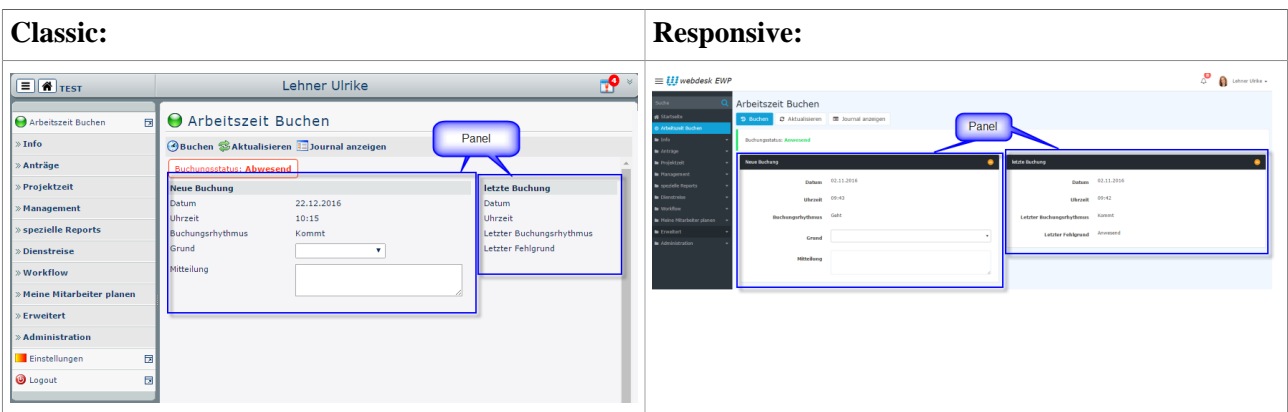 Classic:
TEST
Lehner Ulrike
4
Arbeitszeit Buchen
» Info
» Anträge
» Projektzeit
» Management
» spezielle Reports
» Dienstreise
» Workflow
» Meine Mitarbeiter planen
» Erweitert
» Administration
Einstellungen
Logout
Arbeitszeit Buchen
Buchen Aktualisieren Journal anzeigen
Panel
Buchungsstatus: Abwesend
Neue Buchung
Datum 22.12.2016
Uhrzeit 10:15
Buchungsrhythmus Kommt
Grund
Mitteilung
letzte Buchung
Datum
Uhrzeit
Letzter Buchungsrhythmus
Letzter Fehlgrund
Responsive:
webdesk EWP
Lehner Ulrike
Suche
Startseite
Arbeitszeit Buchen
Info
Anträge
Projektzeit
Management
spezielle Reports
Dienstreise
Workflow
Meine Mitarbeiter planen
Erweitert
Administration
Arbeitszeit Buchen
Buchen Aktualisieren Journal anzeigen
Panel
Buchungsstatus: Anwesend
Neue Buchung
Datum 02.11.2016
Uhrzeit 09:43
Buchungsrhythmus Geht
Grund
Mitteilung
letzte Buchung
Datum 02.11.2016
Uhrzeit 09:42
Letzter Buchungsrhythmus Kommt
Letzter Fehlgrund Anwesend